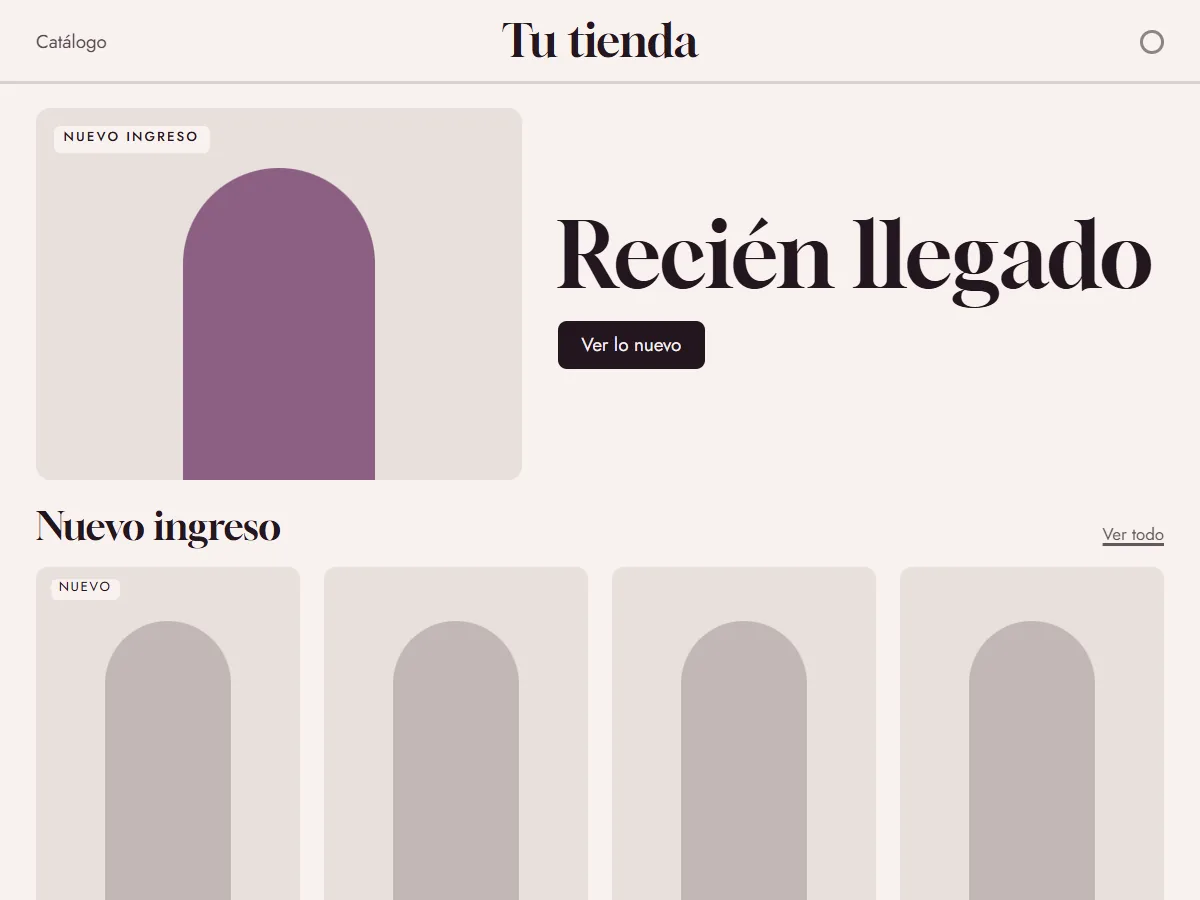 Catálogo
Tu tienda
NUEVO INGRESO
Recién llegado
Ver lo nuevo
Nuevo ingreso
Ver todo
NUEVO